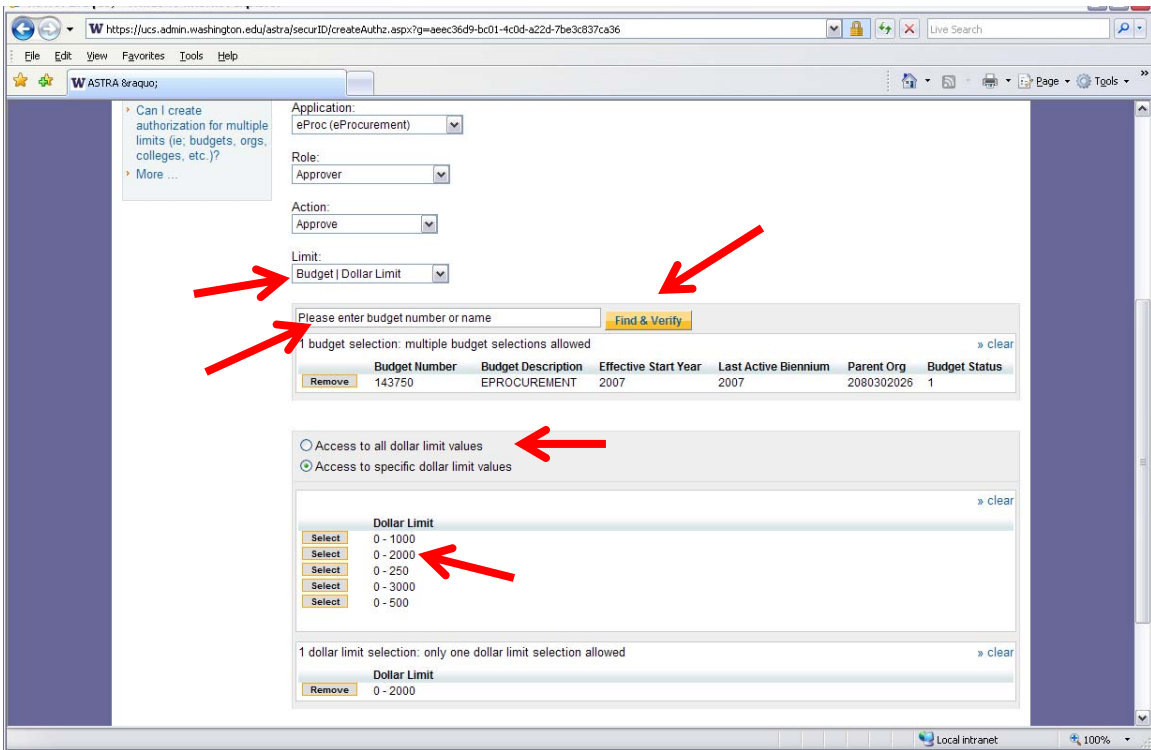 https://ucs.admin.washington.edu/astra/securID/createAuthz.aspx?g=aeec36d9-bc01-4c0d-a22d-7be3c837ca36 Live Search
File Edit View Favorites Tools Help
W ASTRA &raquo; Page Tools »
Can I create
authorization for multiple
limits (ie; budgets, orgs,
colleges, etc.)?
More ...
Application:
eProc (eProcurement)
Role:
Approver
Action:
Approve
Limit:
Budget | Dollar Limit
Please enter budget number or name Find & Verify
1 budget selection: multiple budget selections allowed » clear
Budget Number Budget Description Effective Start Year Last Active Biennium Parent Org Budget Status
Remove 143750 EPROCUREMENT 2007 2007 2080302026 1
Access to all dollar limit values
Access to specific dollar limit values
» clear
Dollar Limit
Select 0 - 1000
Select 0 - 2000
Select 0 - 250
Select 0 - 3000
Select 0 - 500
1 dollar limit selection: only one dollar limit selection allowed » clear
Dollar Limit
Remove 0 - 2000
Local intranet 100%